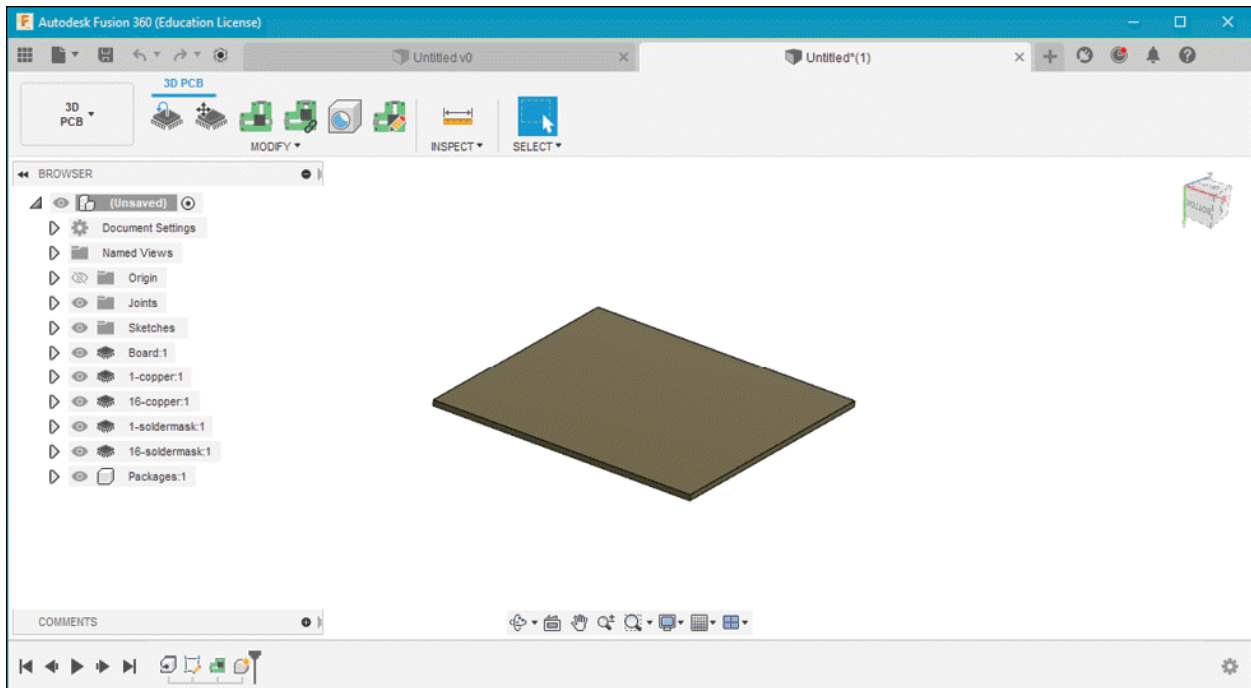 Autodesk Fusion 360 (Education License)
Untitled v0
Untitled*(1)
3D PCB
3D
PCB
MODIFY
INSPECT
SELECT
BROWSER
(Unsaved)
Document Settings
Named Views
Origin
Joints
Sketches
Board:1
1-copper:1
16-copper:1
1-soldermask:1
16-soldermask:1
Packages:1
COMMENTS